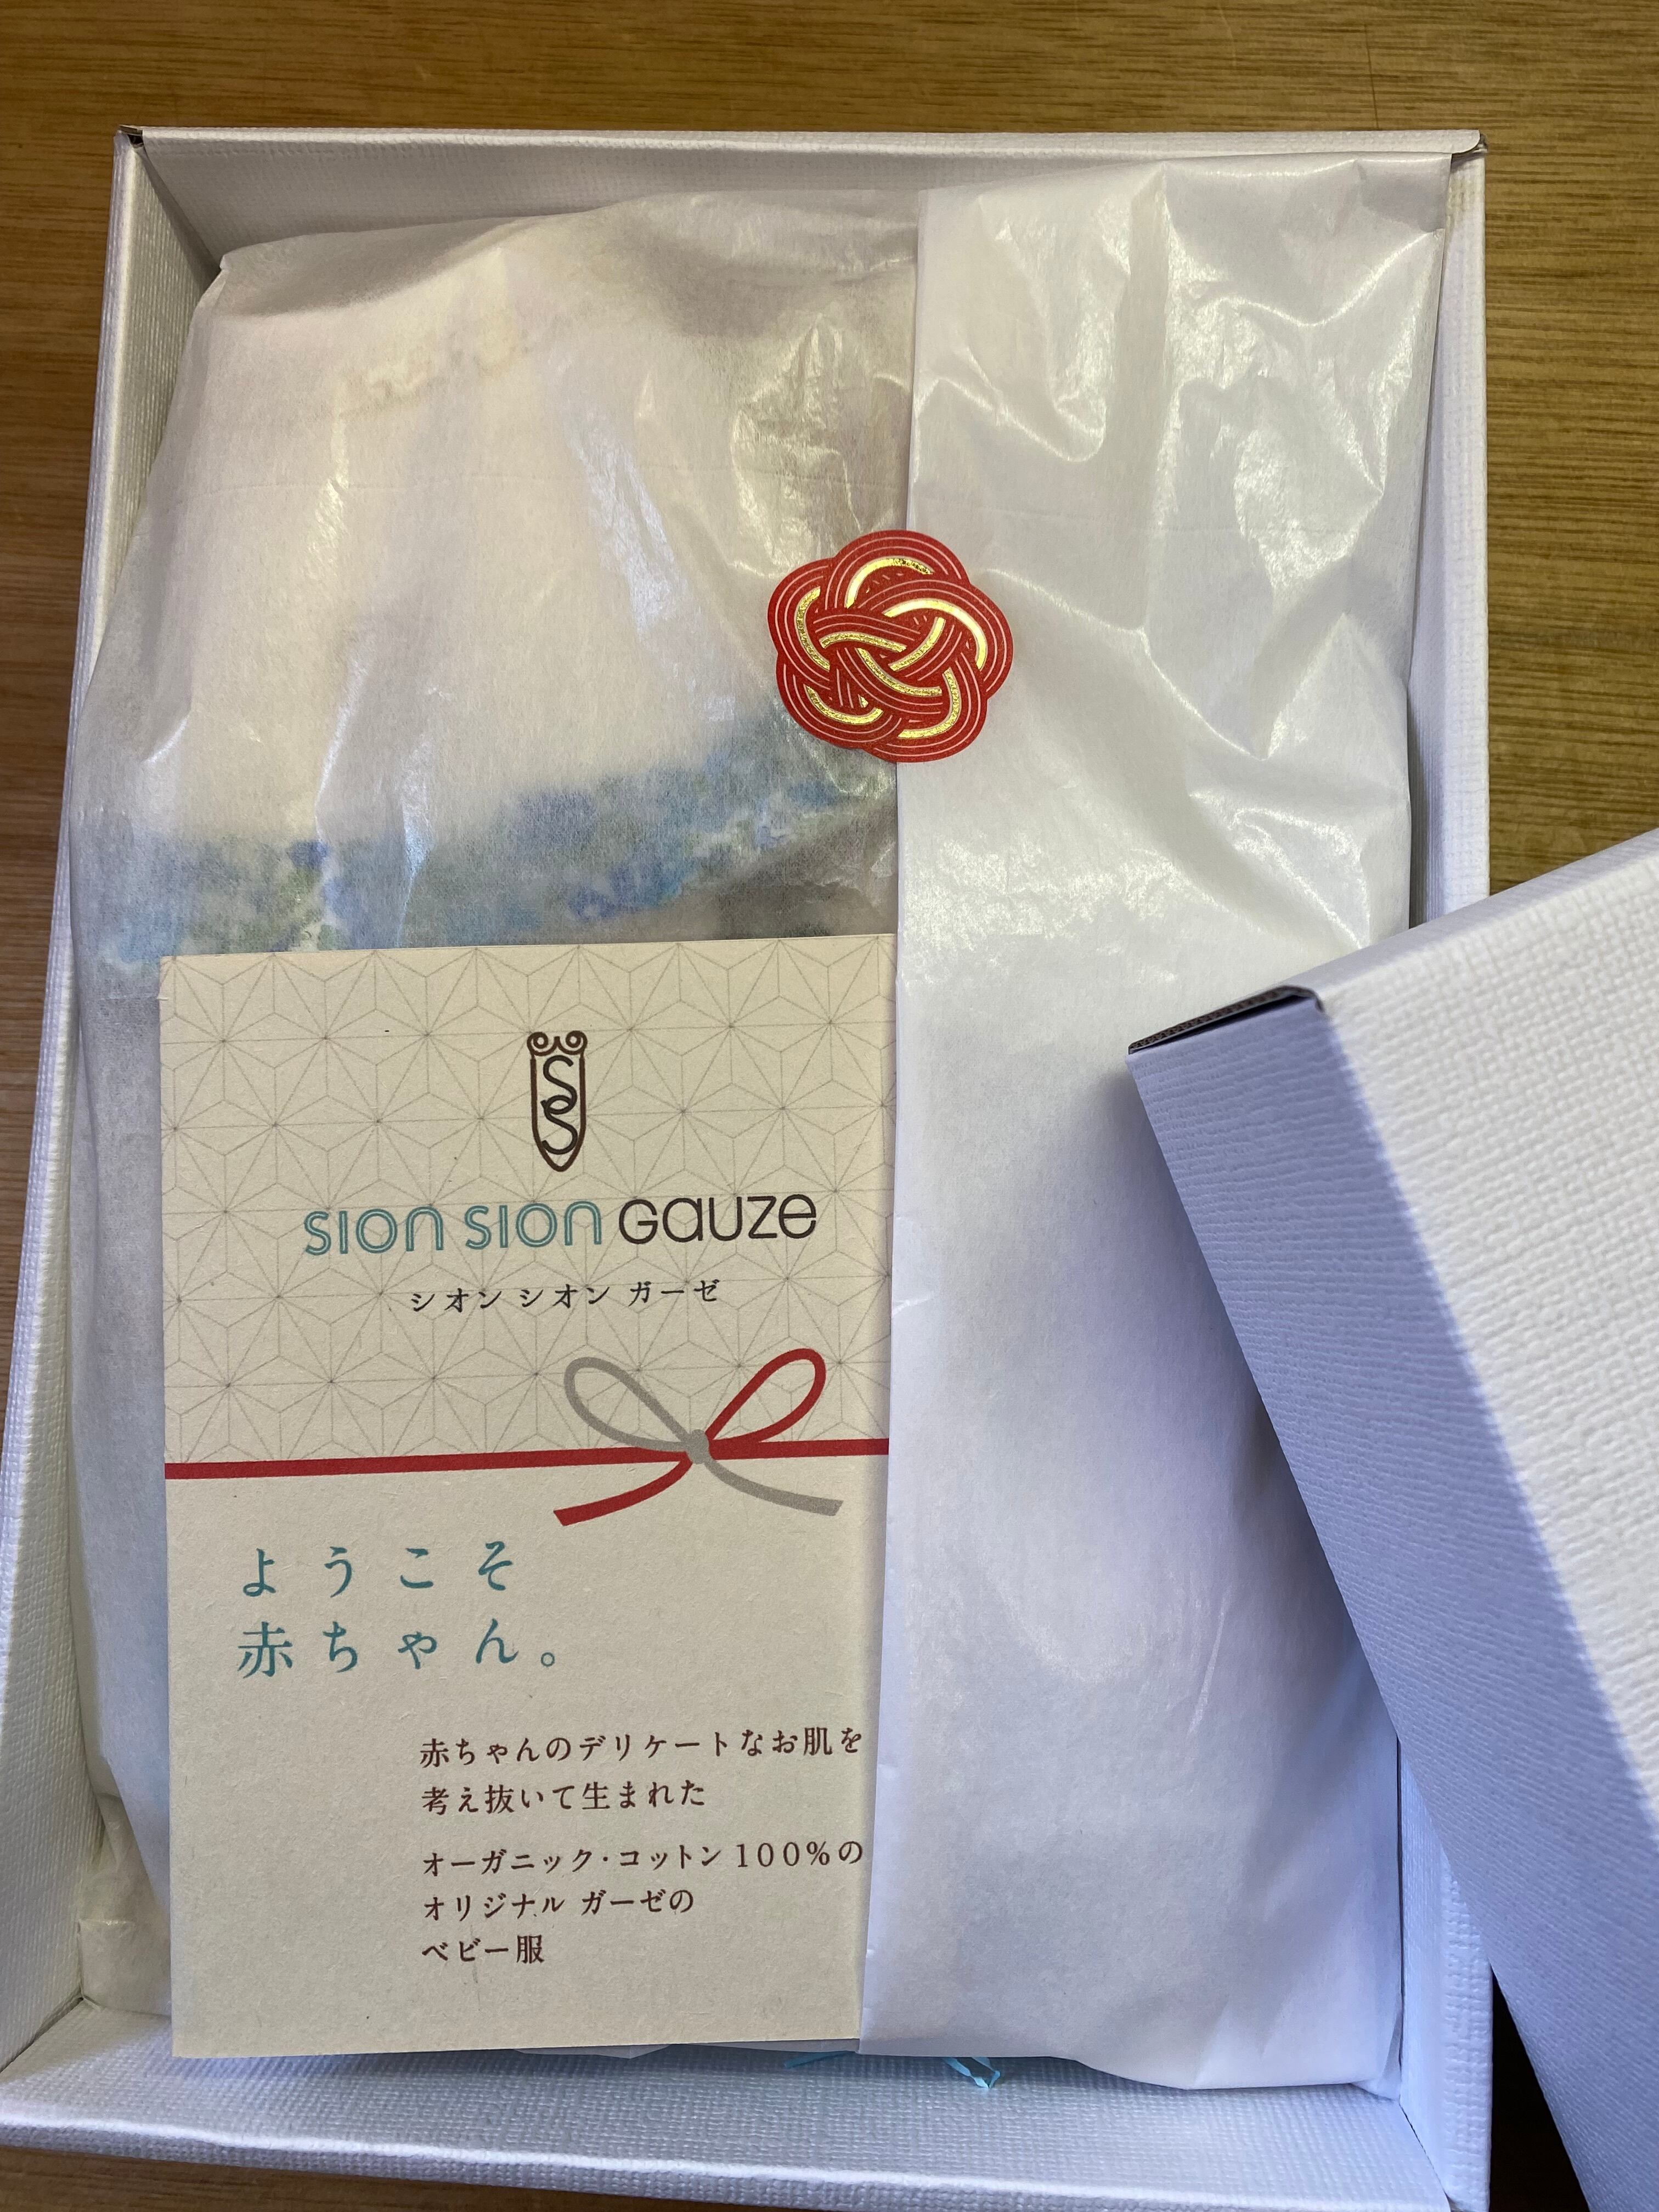 SS
sion sion Gauze
シオン シオン ガーゼ
ようこそ
赤ちゃん。
赤ちゃんのデリケートなお肌を
考え抜いて生まれた
オーガニック・コットン100%の
オリジナル ガーゼの
ベビー服